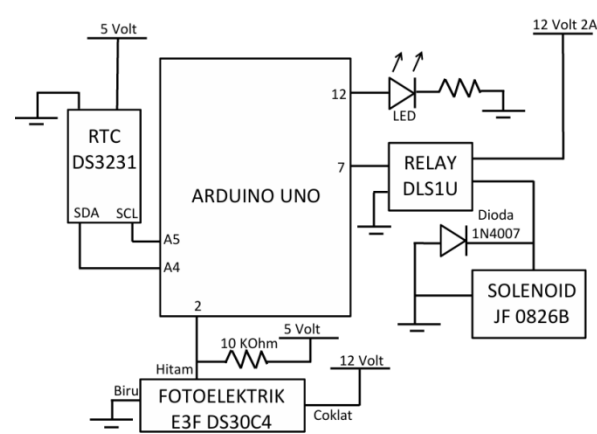 5 Volt
12 Volt 2A
12
LED
RTC
DS3231
RELAY
DLS1U
7
ARDUINO UNO
SDA SCL
A5
A4
Dioda
1N4007
SOLENOID
JF 0826B
2
5 Volt
10 KOhm
12 Volt
Hitam
Biru
FOTOELEKTRIK
E3F DS30C4
Coklat